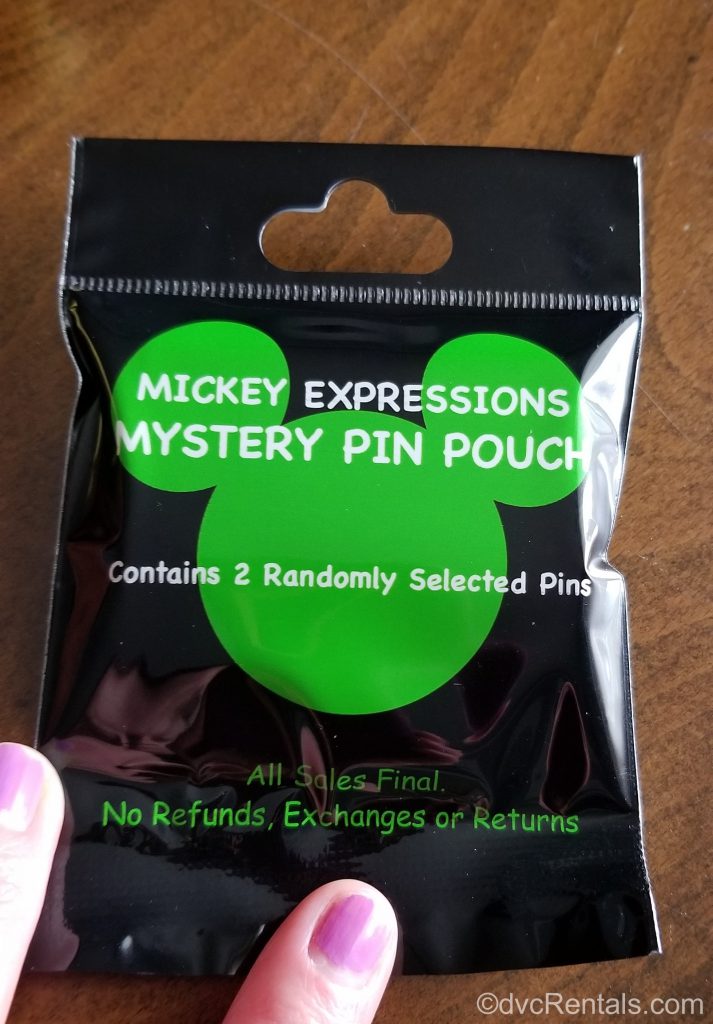 MICKEY EXPRESSIONS
MYSTERY PIN POUCH
Contains 2 Randomly Selected Pins
All Sales Final.
No Refunds, Exchanges or Returns
©dvcRentals.com